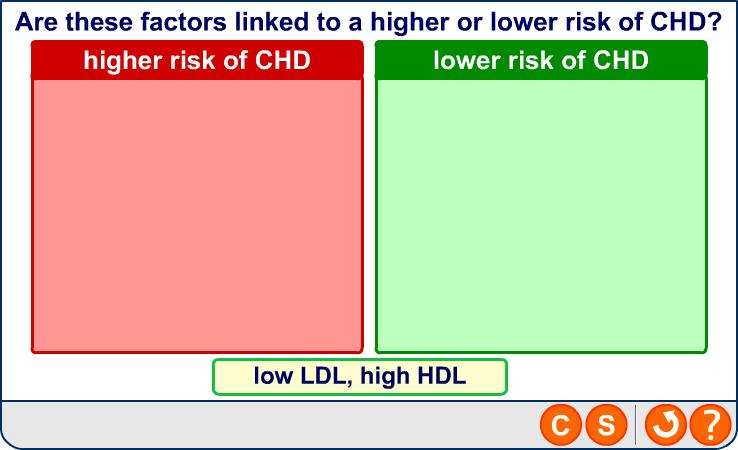 Are these factors linked to a higher or lower risk of CHD?
higher risk of CHD
lower risk of CHD
low LDL, high HDL
C S ?